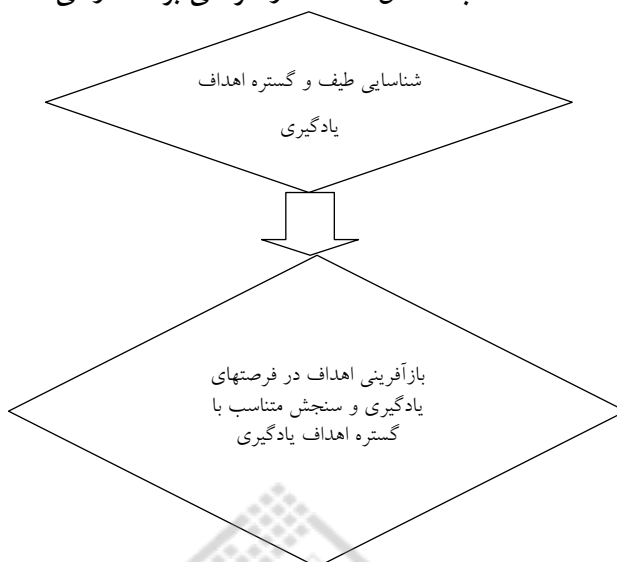 شناسایی طیف و گستره اهداف
یادگیری
بازآفرینی اهداف در فرصتهای
یادگیری و سنجش متناسب با
گستره اهداف یادگیری